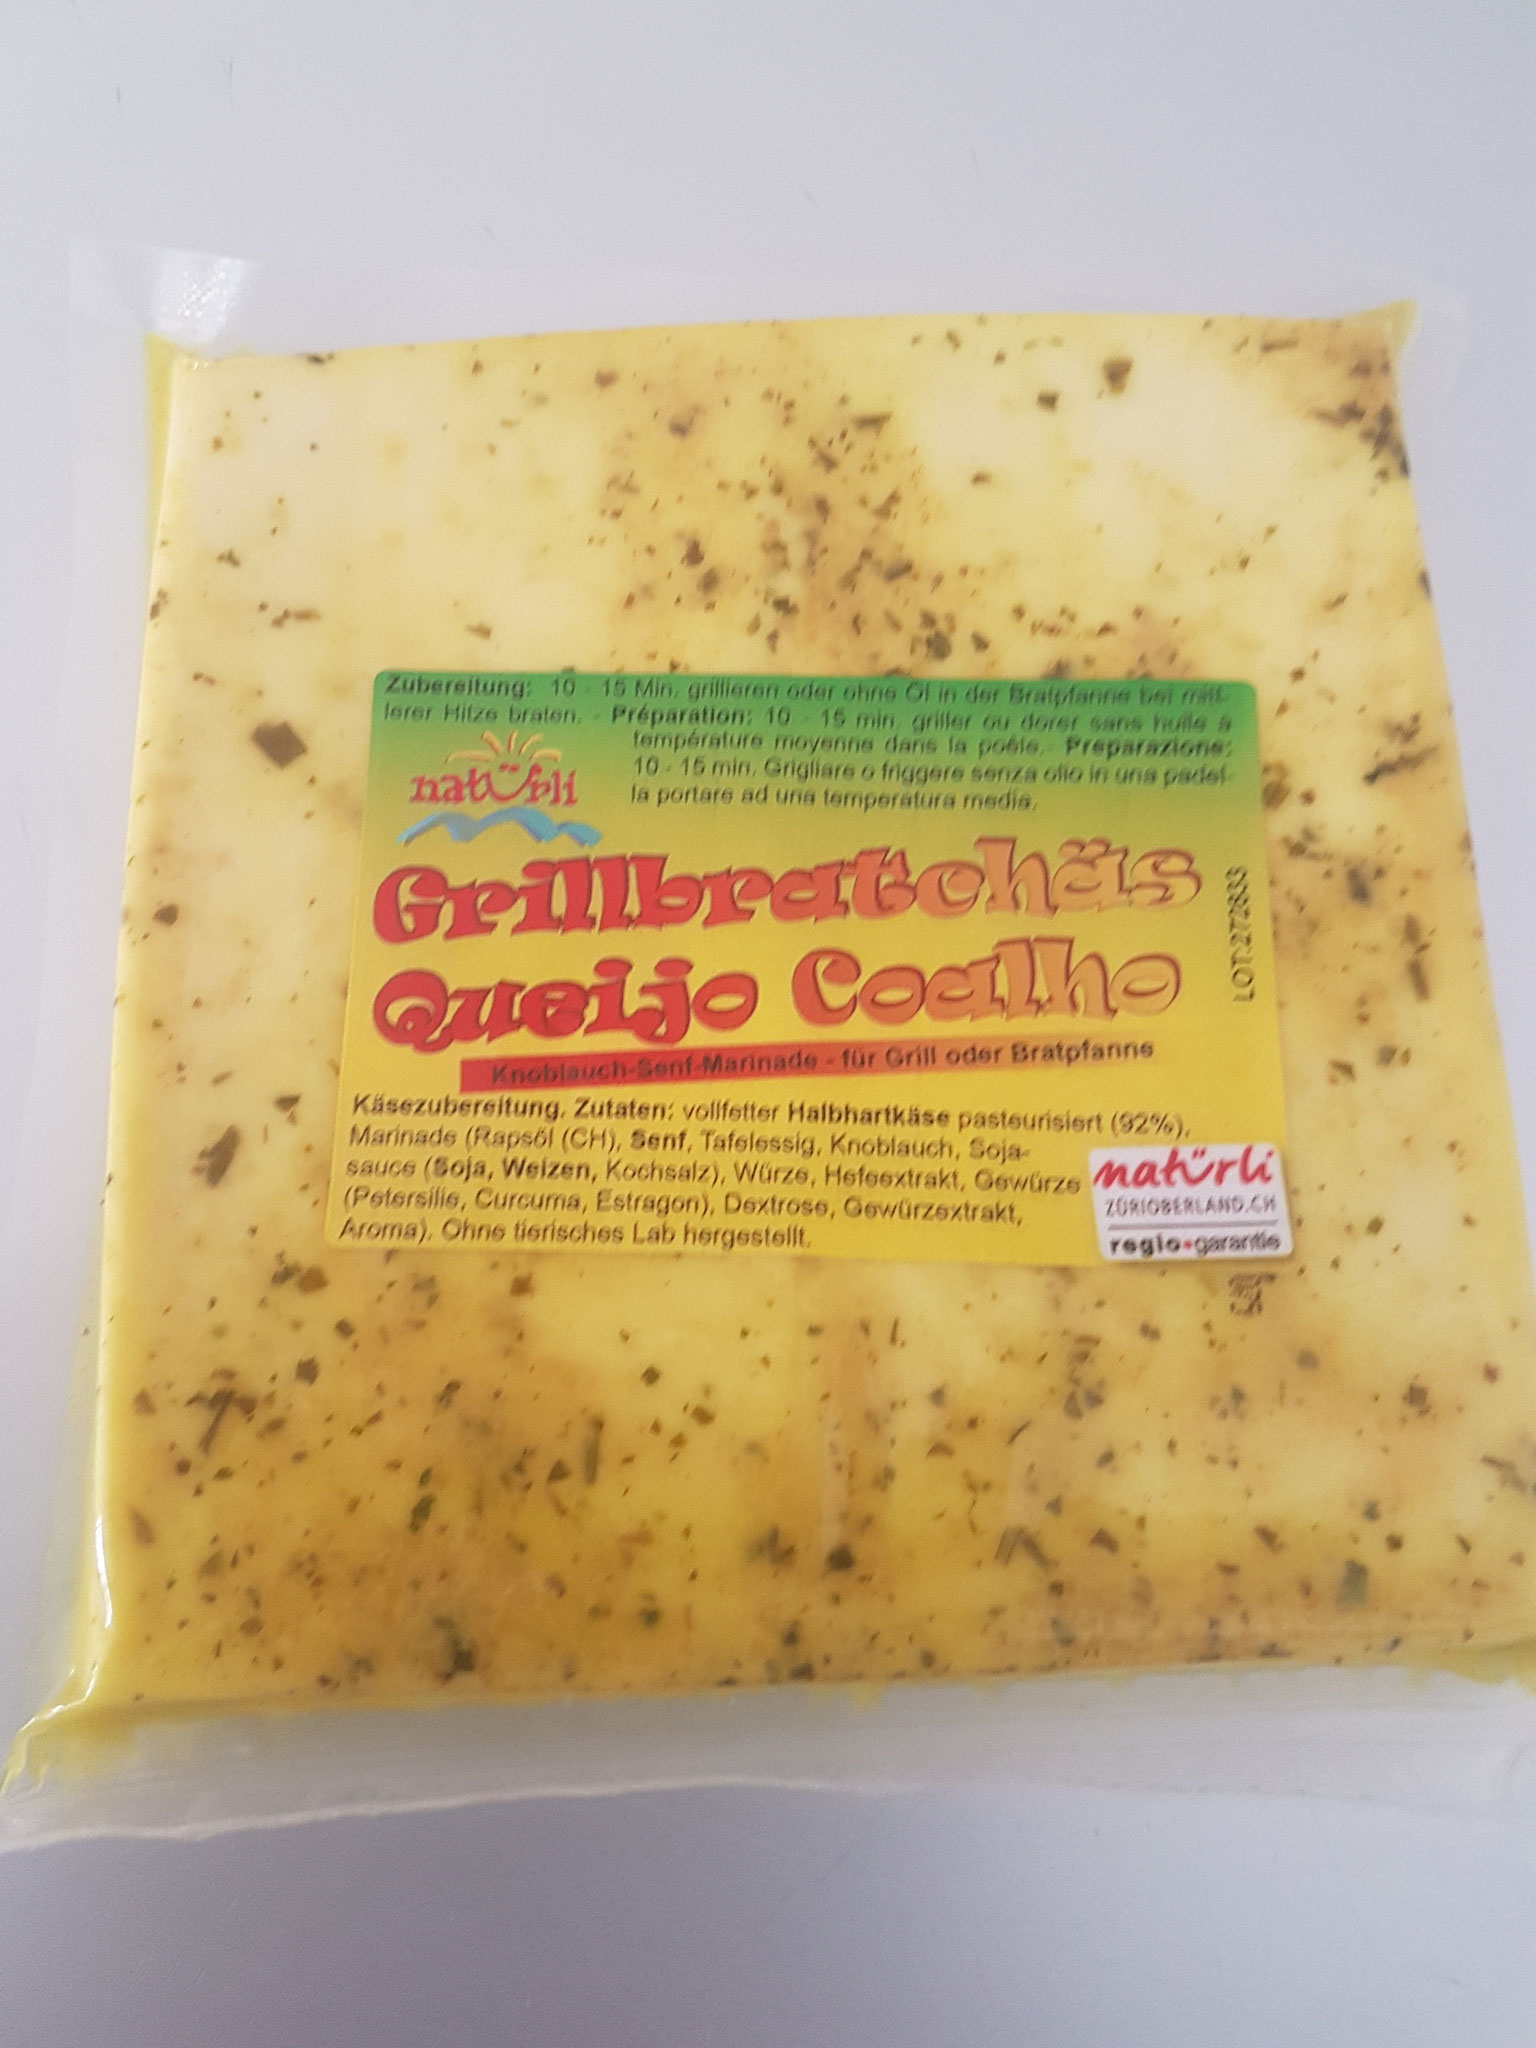 Zubereitung: 10 - 15 Min. grillieren oder ohne Öl in der Bratpfanne bei mitt-
lerer Hitze braten. - Préparation: 10 - 15 min. griller ou dorer sans huile à
température moyenne dans la poêle. - Preparazione:
10 - 15 min. Grigliare o friggere senza olio in una padel-
la portare ad una temperatura media.
natürli
Grillbratchäs
Queijo Coalho
LOT:272633
Knoblauch-Senf-Marinade - für Grill oder Bratpfanne
Käsezubereitung. Zutaten: vollfetter Halbhartkäse pasteurisiert (92%),
Marinade (Rapsöl (CH), Senf, Tafelessig, Knoblauch, Soja-
sauce (Soja, Weizen, Kochsalz), Würze, Hefeextrakt, Gewürze
(Petersilie, Curcuma, Estragon), Dextrose, Gewürzextrakt,
Aroma). Ohne tierisches Lab hergestellt.
natürli
ZÜRIOBERLAND.CH
regio+garantie